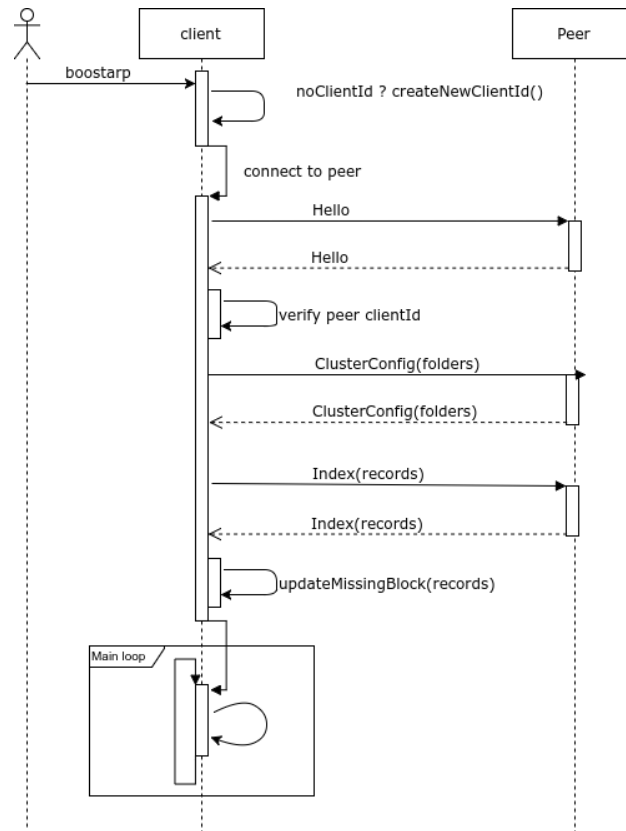 client
Peer
boostarp
noClientId ? createNewClientId()
connect to peer
Hello
Hello
verify peer clientId
ClusterConfig(folders)
ClusterConfig(folders)
Index(records)
Index(records)
updateMissingBlock(records)
Main loop